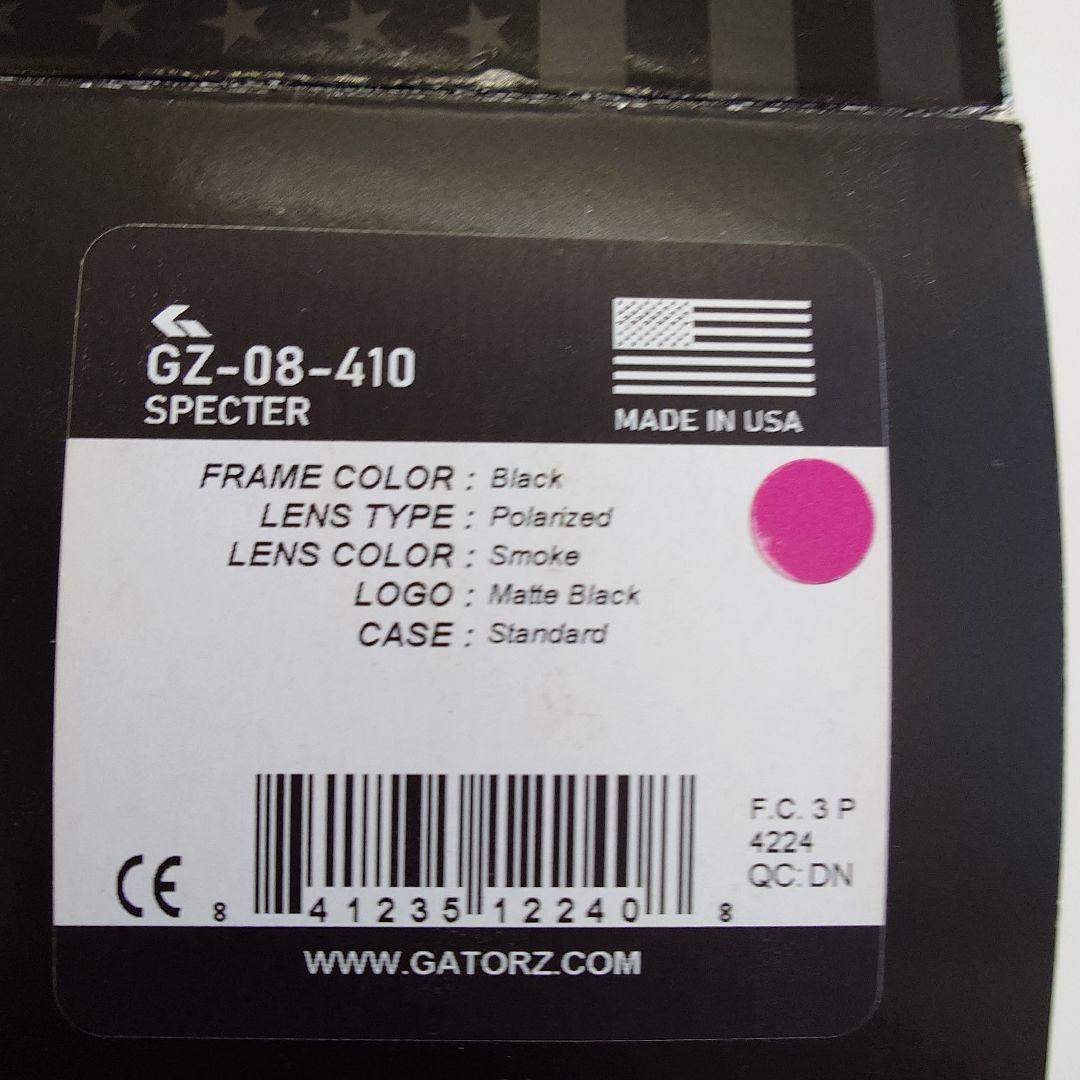 GZ-08-410
SPECTER
MADE IN USA
FRAME COLOR : Black
LENS TYPE : Polarized
LENS COLOR : Smoke
LOGO : Matte Black
CASE : Standard
F.C. 3 P
4224
QC: DN
CE
8 41235 12240 8
WWW.GATORZ.COM